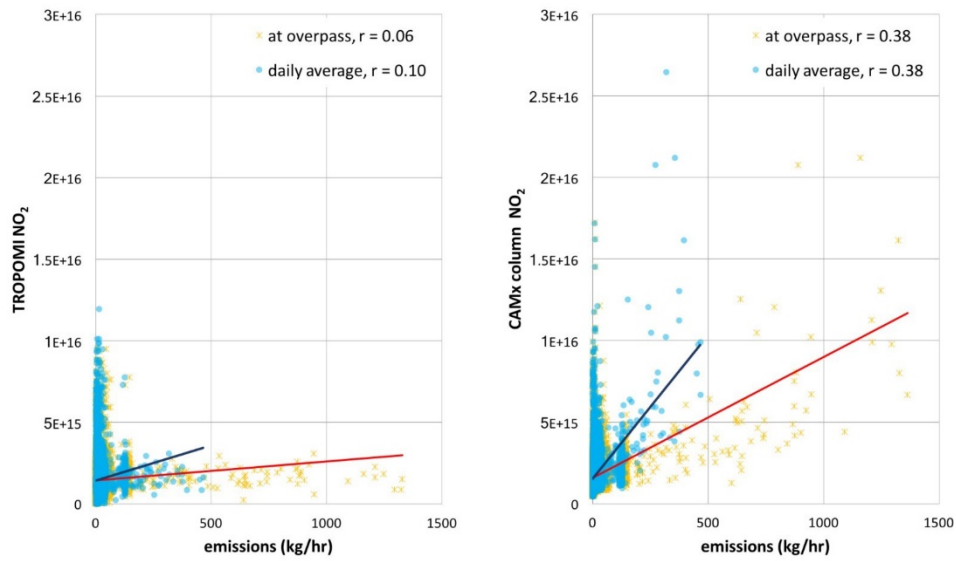 3E+16
2.5E+16
2E+16
1.5E+16
1E+16
5E+15
0
TROPOMI NO₂
at overpass, r = 0.06
daily average, r = 0.10
0
500
1000
1500
emissions (kg/hr)
3E+16
2.5E+16
2E+16
1.5E+16
1E+16
5E+15
0
CAMx column NO₂
at overpass, r = 0.38
daily average, r = 0.38
0
500
1000
1500
emissions (kg/hr)